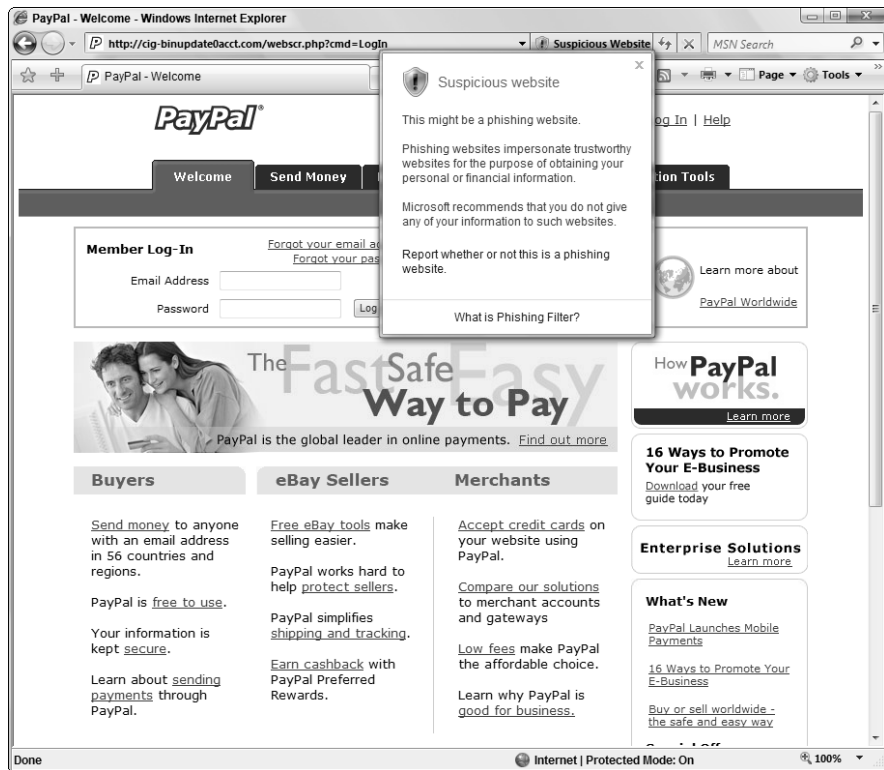 PayPal - Welcome - Windows Internet Explorer
http://cig-binupdate0acct.com/webscr.php?cmd=LogIn
Suspicious Website
MSN Search
PayPal - Welcome
Page
Tools
PayPal
og In | Help
Welcome
Send Money
ion Tools
Suspicious website
This might be a phishing website.
Phishing websites impersonate trustworthy
websites for the purpose of obtaining your
personal or financial information.
Microsoft recommends that you do not give
any of your information to such websites.
Report whether or not this is a phishing
website.
What is Phishing Filter?
Member Log-In
Forgot your email a
Forgot your pas
Email Address
Password
Log
Learn more about
PayPal Worldwide
The Fast Safe Easy
Way to Pay
PayPal is the global leader in online payments. Find out more
How PayPal
works.
Learn more
16 Ways to Promote
Your E-Business
Download your free
guide today
Enterprise Solutions
Learn more
What's New
PayPal Launches Mobile
Payments
16 Ways to Promote Your
E-Business
Buy or sell worldwide -
the safe and easy way
Buyers
Send money to anyone
with an email address
in 56 countries and
regions.
PayPal is free to use.
Your information is
kept secure.
Learn about sending
payments through
PayPal.
eBay Sellers
Free eBay tools make
selling easier.
PayPal works hard to
help protect sellers.
PayPal simplifies
shipping and tracking.
Earn cashback with
PayPal Preferred
Rewards.
Merchants
Accept credit cards on
your website using
PayPal.
Compare our solutions
to merchant accounts
and gateways
Low fees make PayPal
the affordable choice.
Learn why PayPal is
good for business.
Done
Internet | Protected Mode: On
100%